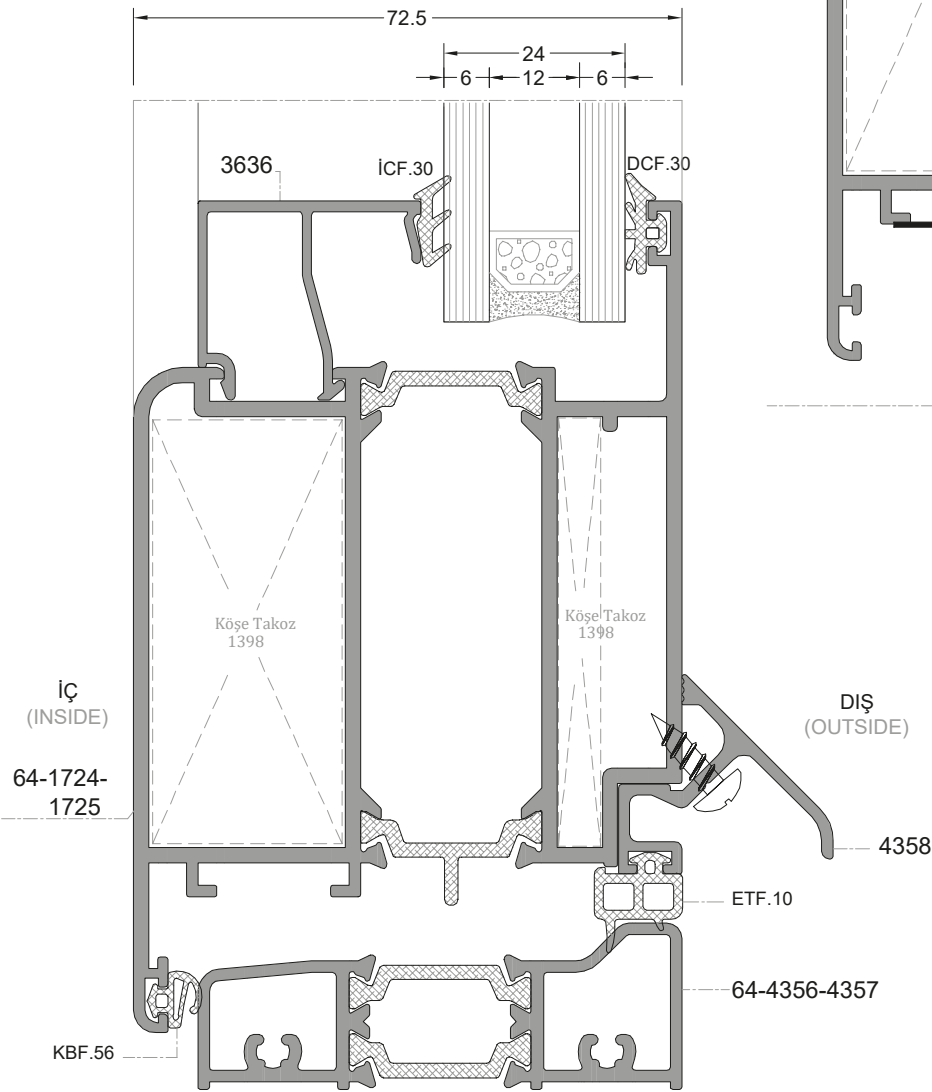 72.5
24
6 12 6
3636
İCF.30
DCF.30
Köşe Takoz
1398
Köşe Takoz
1398
İÇ
(INSIDE)
DIŞ
(OUTSIDE)
64-1724-
1725
4358
ETF.10
64-4356-4357
KBF.56